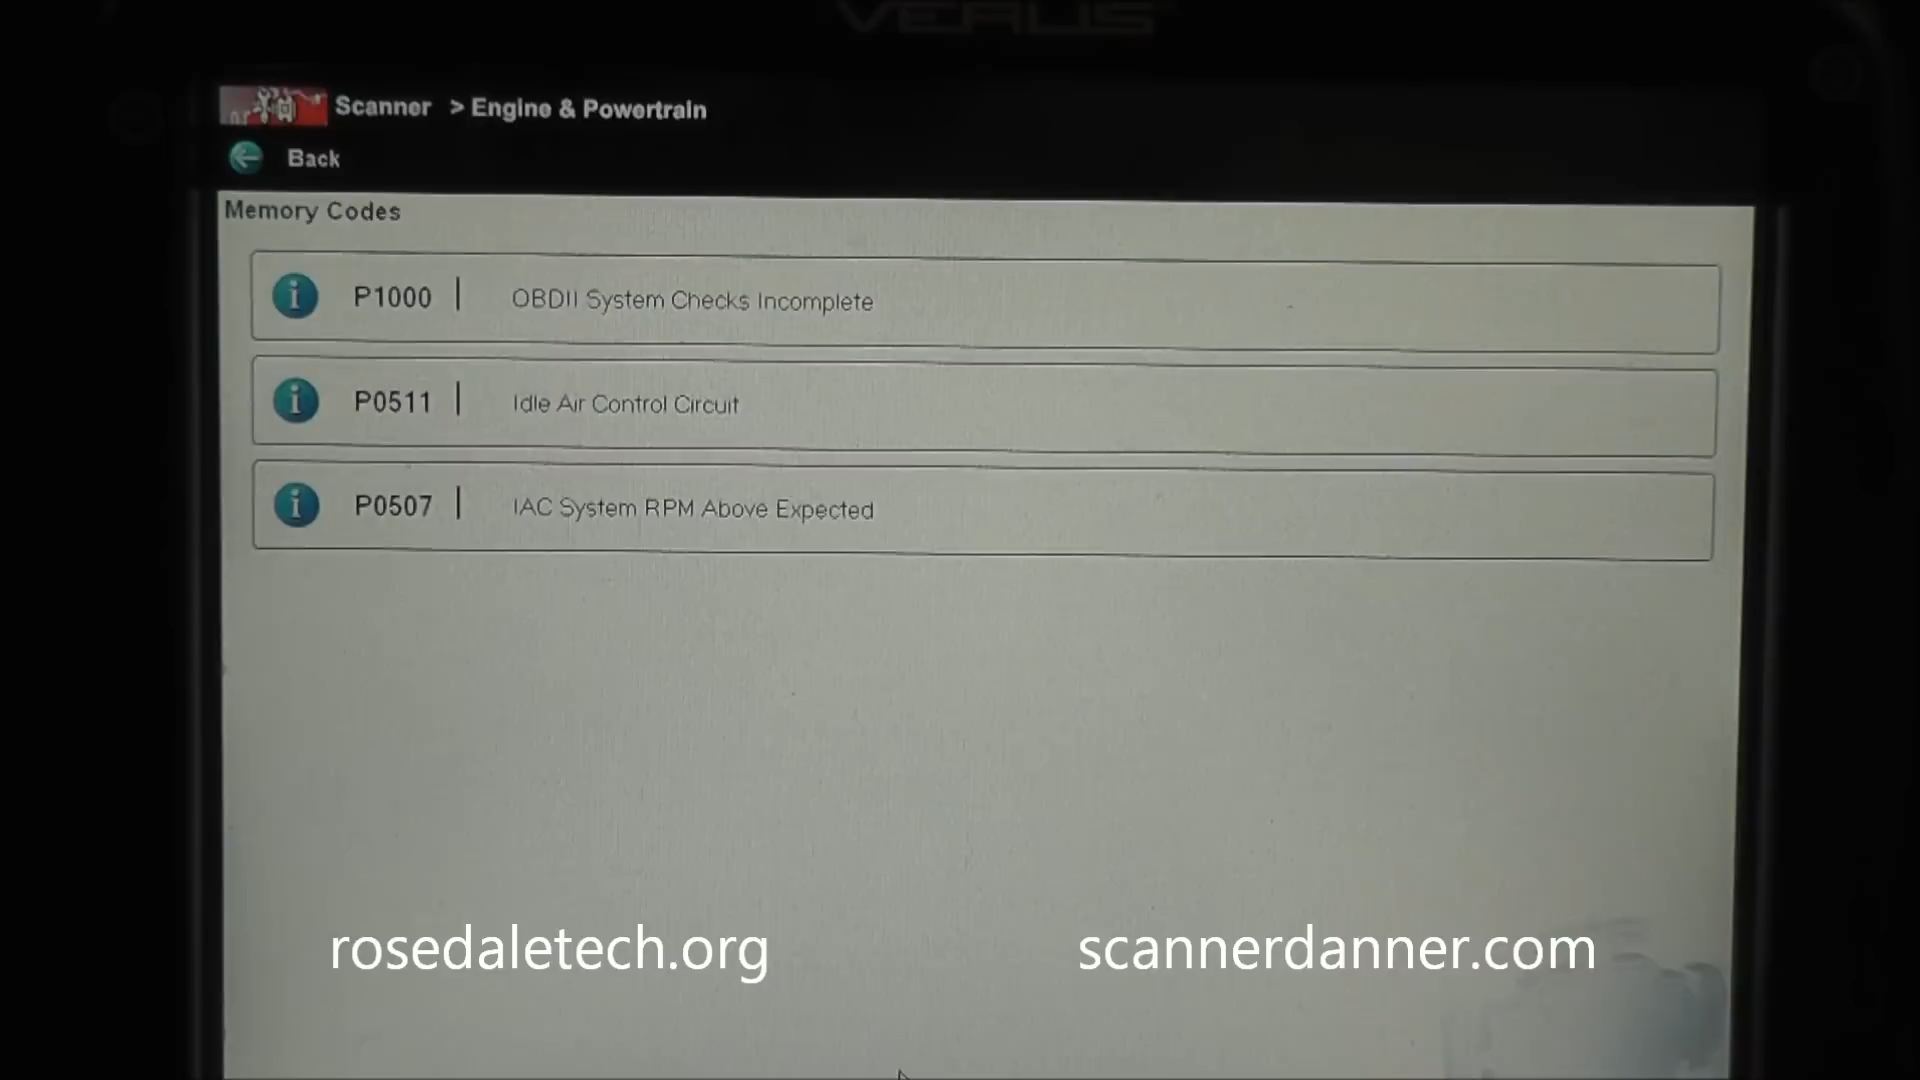 VERUS
Scanner > Engine & Powertrain
Back
Memory Codes
P1000 | OBDII System Checks Incomplete
P0511 | Idle Air Control Circuit
P0507 | IAC System RPM Above Expected
rosedaletech.org
scannerdanner.com